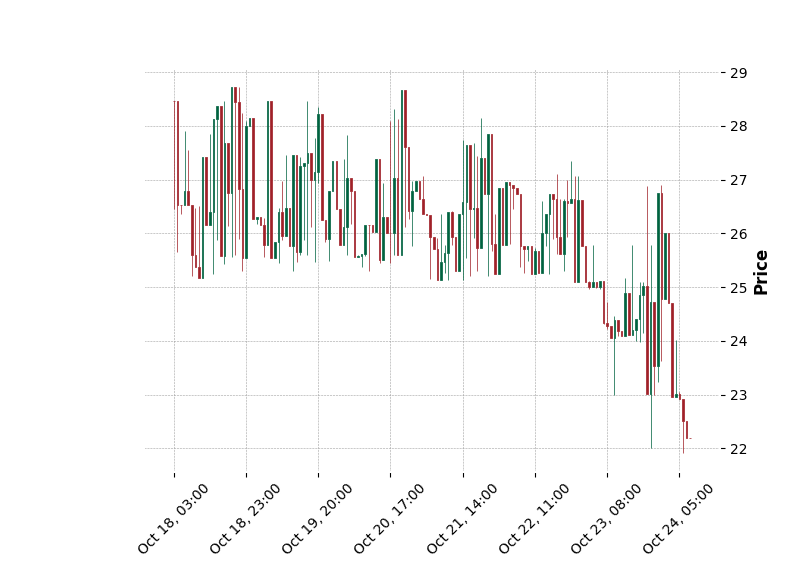 29
28
27
26
25
24
23
22
Price
Oct 18, 03:00
Oct 18, 23:00
Oct 19, 20:00
Oct 20, 17:00
Oct 21, 14:00
Oct 22, 11:00
Oct 23, 08:00
Oct 24, 05:00